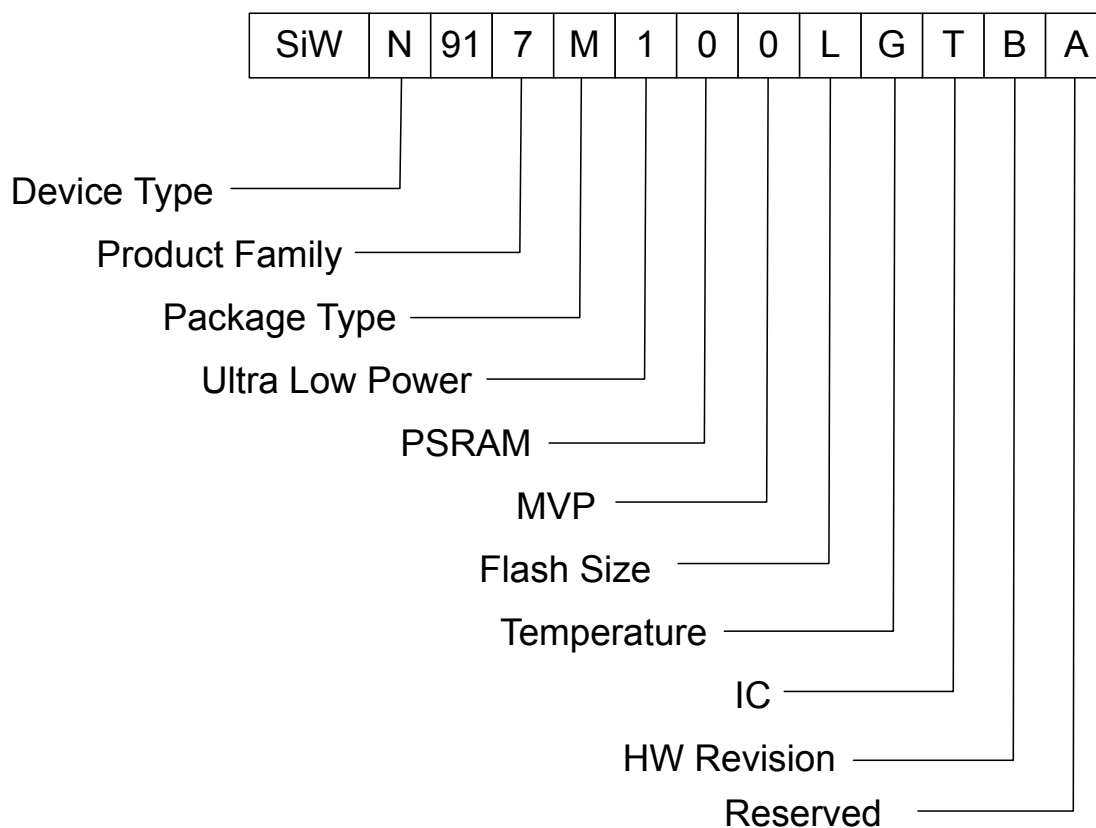 SiW N 91 7 M 1 0 0 L G T B A
Device Type
Product Family
Package Type
Ultra Low Power
PSRAM
MVP
Flash Size
Temperature
IC
HW Revision
Reserved